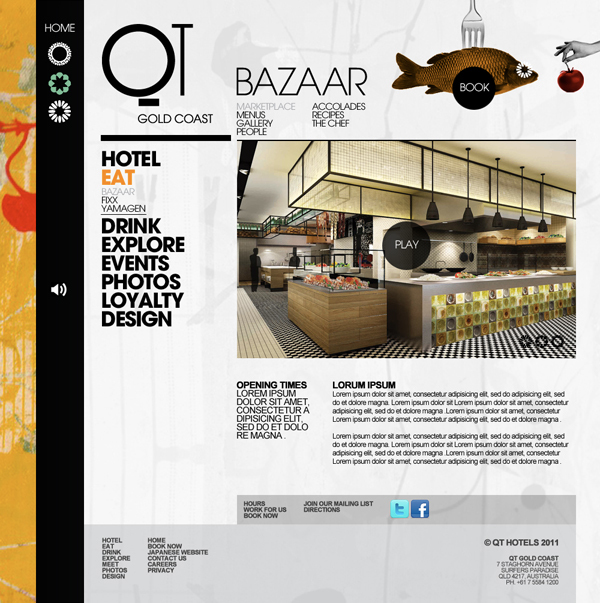 HOME
QT
GOLD COAST
BAZAAR
MARKETPLACE
MENUS
GALLERY
PEOPLE
ACCOLADES
RECIPES
THE CHEF
BOOK
HOTEL
EAT
BAZAAR
FIXX
YAMAGEN
DRINK
EXPLORE
EVENTS
PHOTOS
LOYALTY
DESIGN
PLAY
OPENING TIMES
LOREM IPSUM
DOLOR SIT AMET,
CONSECTETUR A
DIPISICING ELIT,
SED DO ET DOLO
RE MAGNA .
LORUM IPSUM
Lorem ipsum dolor sit amet, consectetur adipisicing elit, sed do adipisicing elit, sed
do et dolore magna. Lorem ipsum dolor sit Lorem ipsum dolor sit amet, consectetur
adipisicing elit, sed do et dolore magna .Lorem ipsum dolor sit amet, consectetur
adipisicing elit, sed do et dolore magna .
Lorem ipsum dolor sit amet, consectetur adipisicing elit, sed do adipisicing elit, sed
do et dolore magna. Lorem ipsum dolor sit Lorem ipsum dolor sit amet, consectetur
adipisicing elit, sed do et dolore magna .Lorem ipsum dolor sit amet, consectetur
Lorem ipsum dolor sit amet, consectetur adipisicing elit, sed do et dolore magna .
HOURS
WORK FOR US
BOOK NOW
JOIN OUR MAILING LIST
DIRECTIONS
HOTEL
EAT
DRINK
EXPLORE
MEET
PHOTOS
DESIGN
HOME
BOOK NOW
JAPANESE WEBSITE
CONTACT US
CAREERS
PRIVACY
© QT HOTELS 2011
QT GOLD COAST
7 STAGHORN AVENUE
SURFERS PARADISE
QLD 4217, AUSTRALIA
PH. +61 7 5584 1200